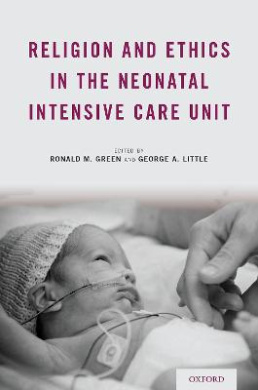 RELIGION AND ETHICS
IN THE NEONATAL
INTENSIVE CARE UNIT
EDITED BY
RONALD M. GREEN AND GEORGE A. LITTLE
OXFORD